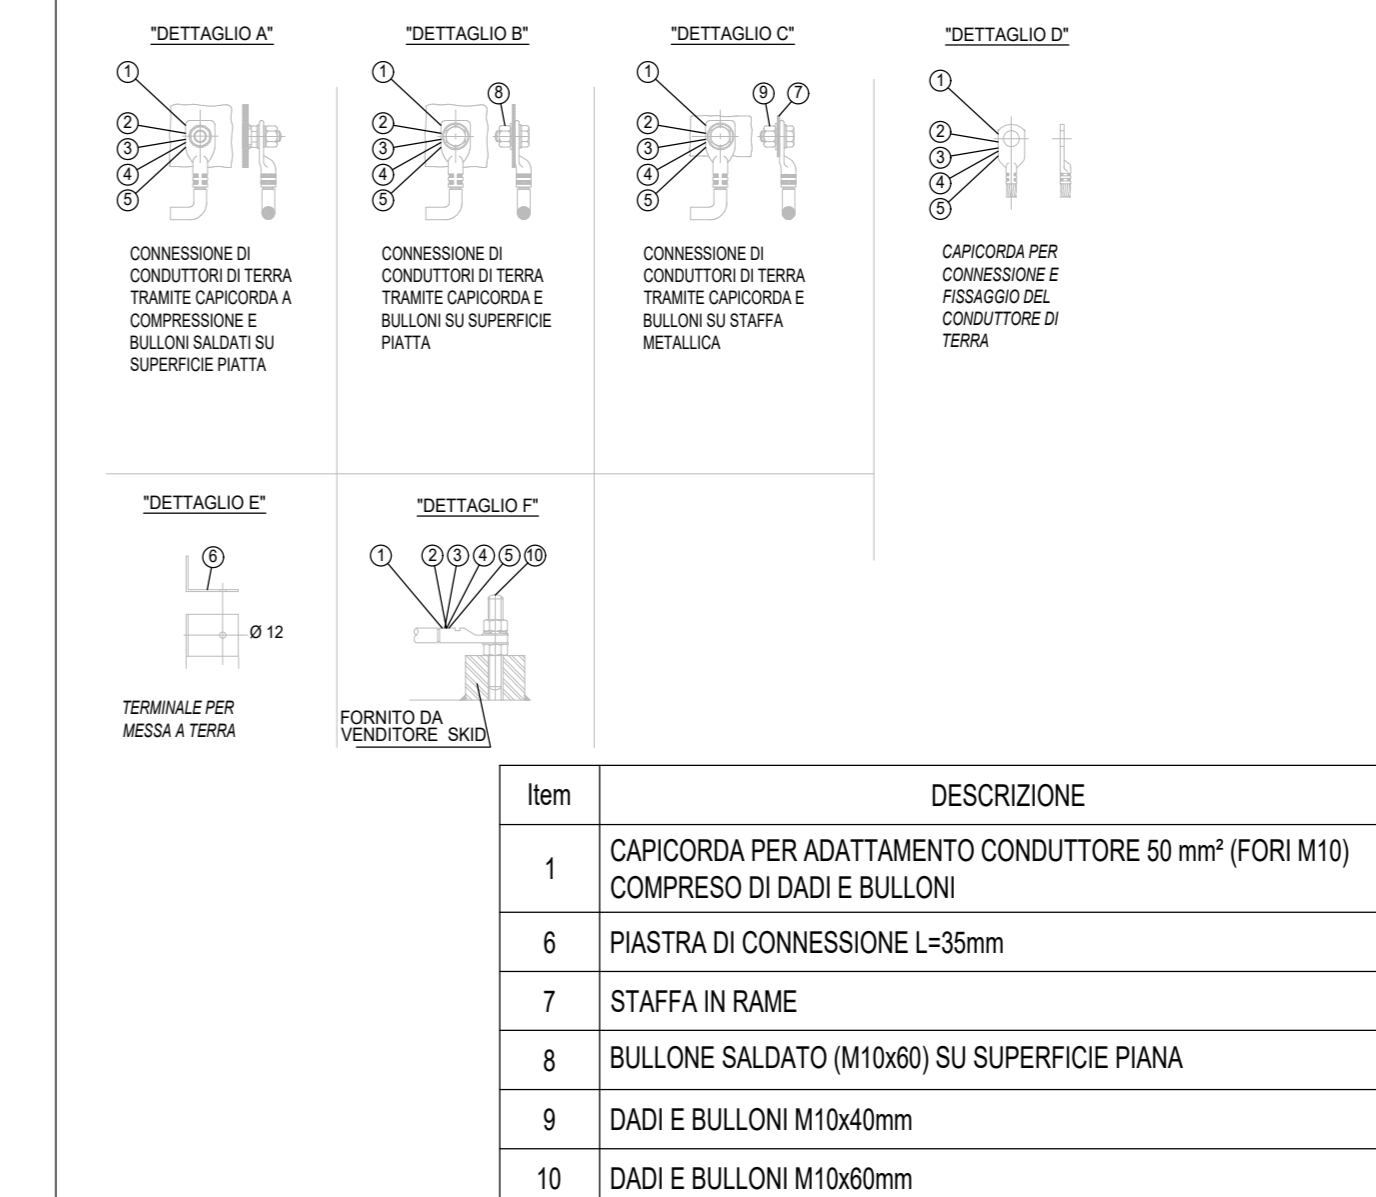 "DETTAGLIO A"
1
2
3
4
5
CONNESSIONE DI
CONDUTTORI DI TERRA
TRAMITE CAPICORDA A
COMPRESSIONE E
BULLONI SALDATI SU
SUPERFICIE PIATTA
"DETTAGLIO B"
1
8
2
3
4
5
CONNESSIONE DI
CONDUTTORI DI TERRA
TRAMITE CAPICORDA E
BULLONI SU SUPERFICIE
PIATTA
"DETTAGLIO C"
1
9 7
2
3
4
5
CONNESSIONE DI
CONDUTTORI DI TERRA
TRAMITE CAPICORDA E
BULLONI SU STAFFA
METALLICA
"DETTAGLIO D"
1
2
3
4
5
CAPICORDA PER
CONNESSIONE E
FISSAGGIO DEL
CONDUTTORE DI
TERRA
"DETTAGLIO E"
6
Ø 12
TERMINALE PER
MESSA A TERRA
"DETTAGLIO F"
1 2 3 4 5 10
FORNITO DA
VENDITORE SKID
Item DESCRIZIONE
1 CAPICORDA PER ADATTAMENTO CONDUTTORE 50 mm² (FORI M10)
COMPRESO DI DADI E BULLONI
6 PIASTRA DI CONNESSIONE L=35mm
7 STAFFA IN RAME
8 BULLONE SALDATO (M10x60) SU SUPERFICIE PIANA
9 DADI E BULLONI M10x40mm
10 DADI E BULLONI M10x60mm